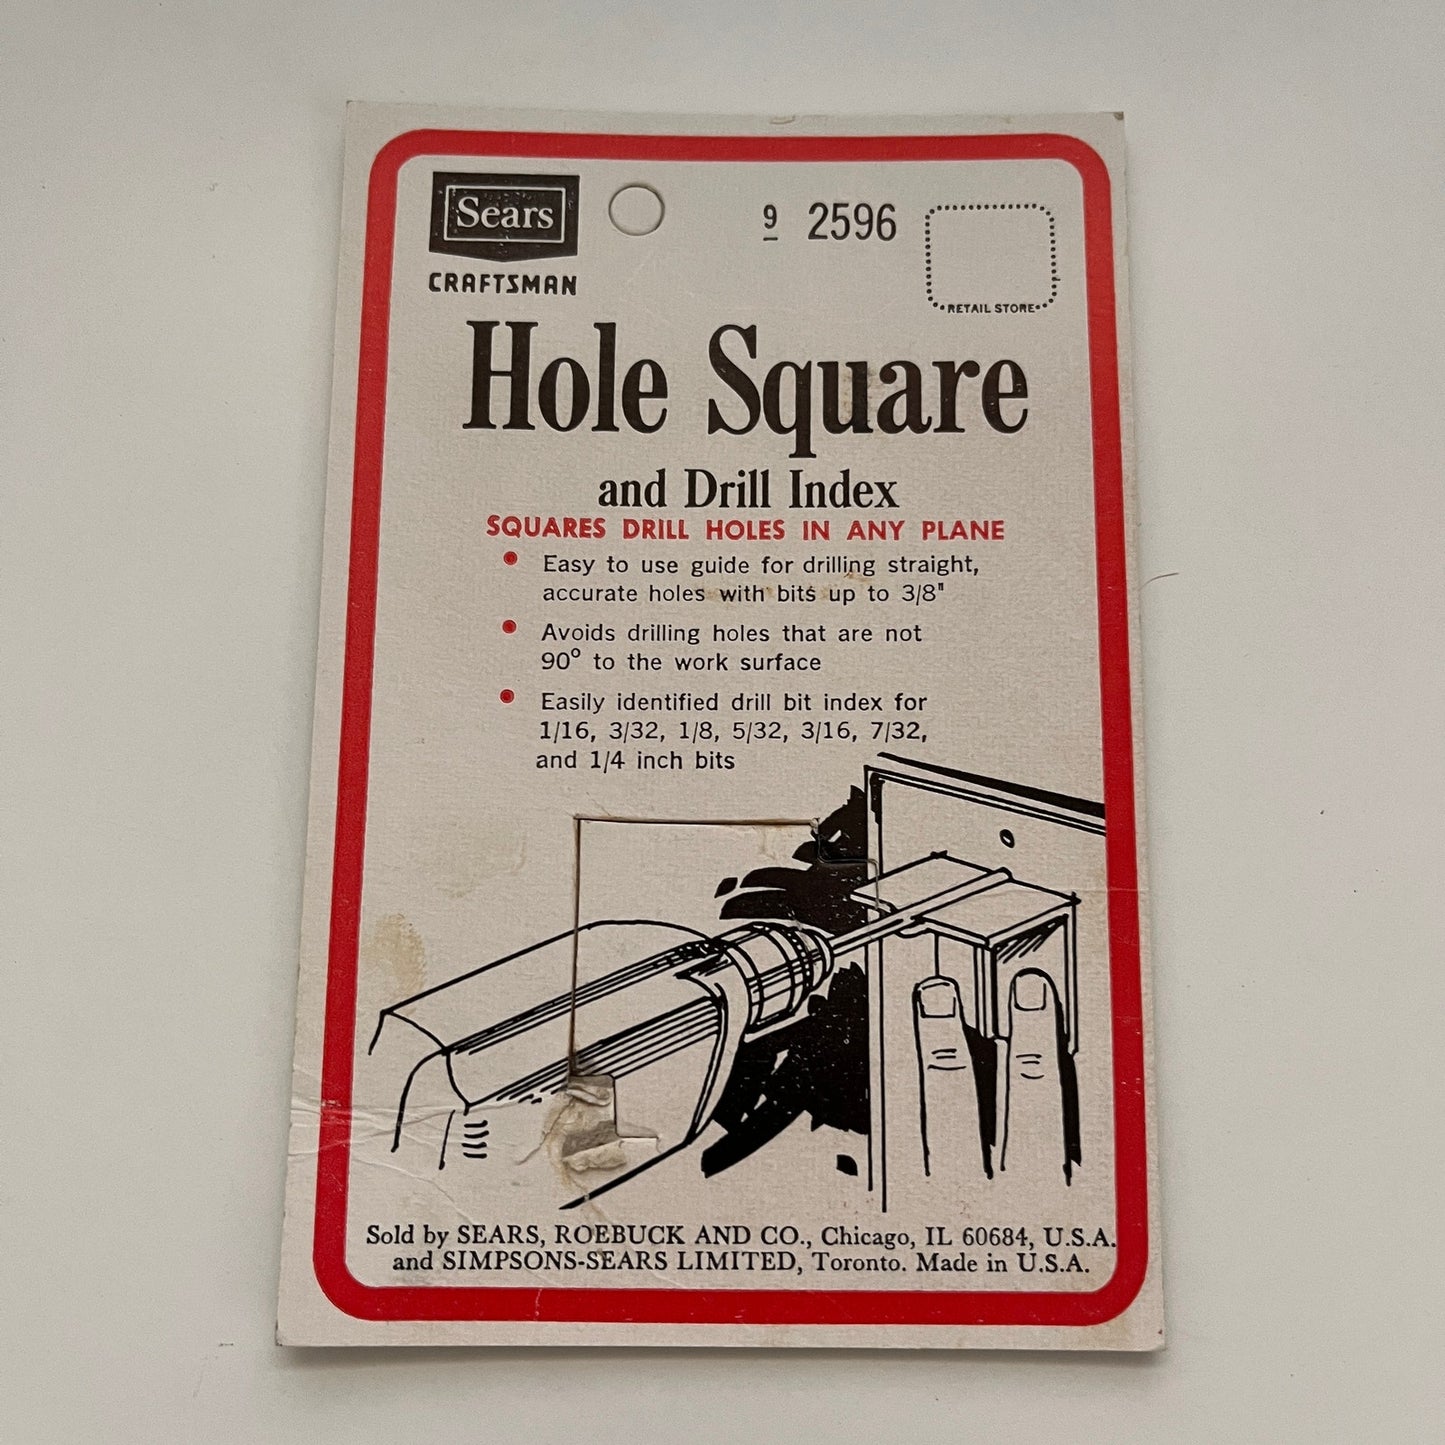 Sears
CRAFTSMAN
9 2596
RETAIL STORE
Hole Square
and Drill Index
SQUARES DRILL HOLES IN ANY PLANE
• Easy to use guide for drilling straight,
accurate holes with bits up to 3/8"
• Avoids drilling holes that are not
90° to the work surface
• Easily identified drill bit index for
1/16, 3/32, 1/8, 5/32, 3/16, 7/32,
and 1/4 inch bits
Sold by SEARS, ROEBUCK AND CO., Chicago, IL 60684, U.S.A.
and SIMPSONS-SEARS LIMITED, Toronto. Made in U.S.A.